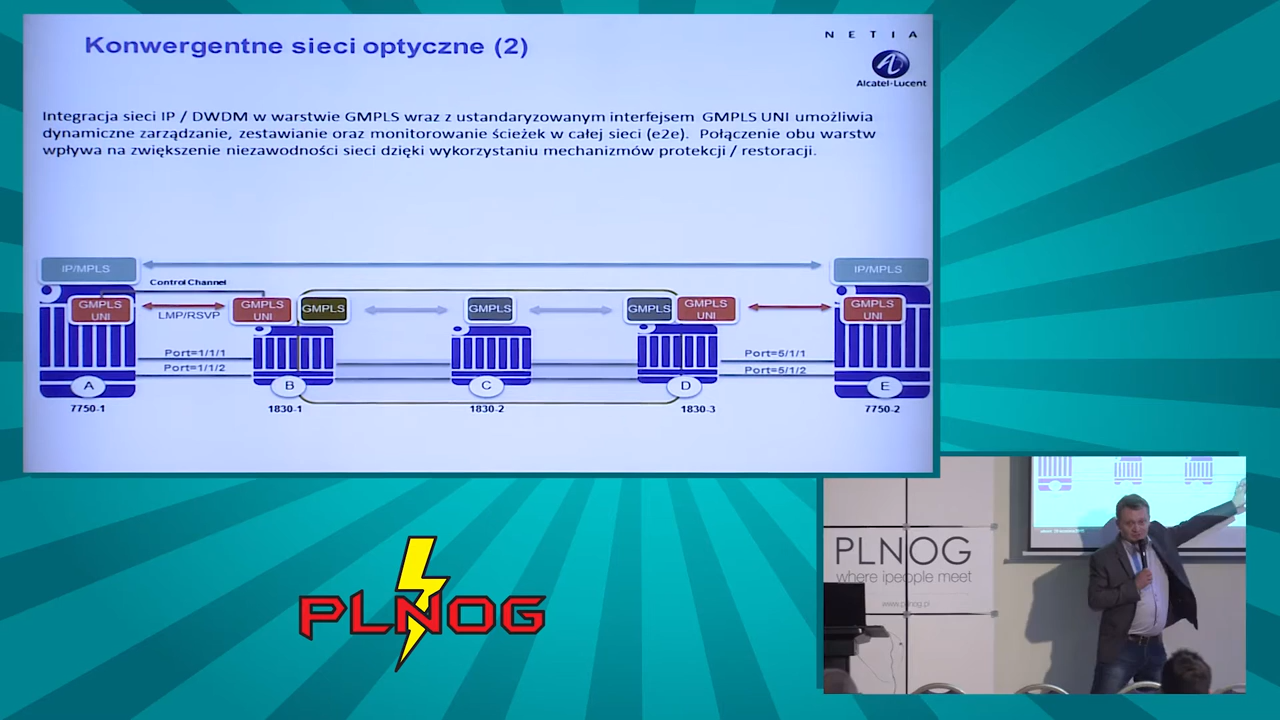 Konwergentne sieci optyczne (2)
NETIA
Alcatel-Lucent
Integracja sieci IP / DWDM w warstwie GMPLS wraz z ustandaryzowanym interfejsem GMPLS UNI umożliwia
dynamiczne zarządzanie, zestawianie oraz monitorowanie ścieżek w całej sieci (e2e). Połączenie obu warstw
wpływa na zwiększenie niezawodności sieci dzięki wykorzystaniu mechanizmów protekcji / restoracji.
IP/MPLS
IP/MPLS
Control Channel
GMPLS
UNI
LMP/RSVP
GMPLS
UNI
GMPLS
GMPLS
GMPLS
GMPLS
UNI
GMPLS
UNI
Port=1/1/1
Port=1/1/2
Port=5/1/1
Port=5/1/2
A
B
C
D
E
7750-1
1830-1
1830-2
1830-3
7750-2
PLNOG
PLNOG
where ipeople meet
www.plnog.pl